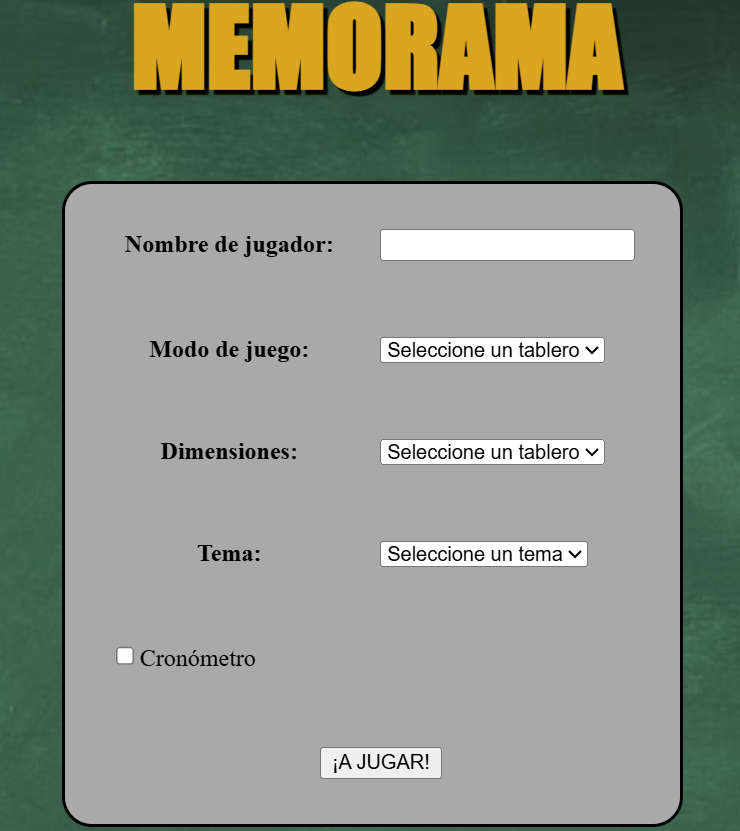 MEMORAMA
Nombre de jugador:
Modo de juego: Seleccione un tablero
Dimensiones: Seleccione un tablero
Tema: Seleccione un tema
Cronómetro
¡A JUGAR!